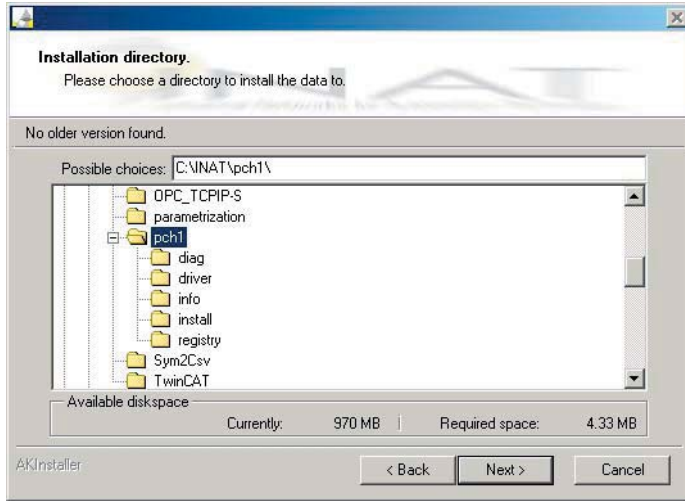 Installation directory.
Please choose a directory to install the data to.
No older version found.
Possible choices: C:\INAT\pch1\
OPC_TCPIP-S
parametrization
pch1
diag
driver
info
install
registry
Sym2Csv
TwinCAT
Available diskspace
Currently: 970 MB Required space: 4.33 MB
AKInstaller
< Back Next > Cancel